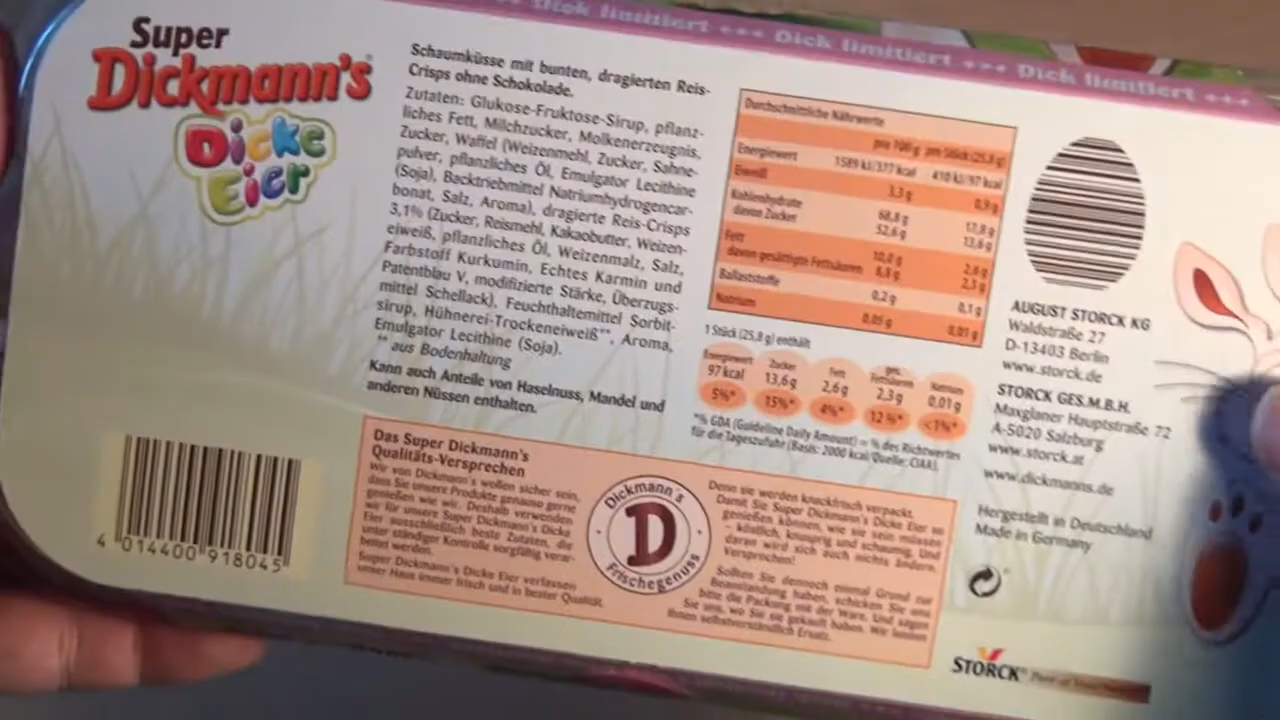 Dick limitiert +++ Dick limitiert +++ Dick limitiert +++
Super
Dickmann's
Dicke
Eier
Schaumküsse mit bunten, dragierten Reis-
Crisps ohne Schokolade.
Zutaten: Glukose-Fruktose-Sirup, pflanz-
liches Fett, Milchzucker, Molkenerzeugnis,
Zucker, Waffel (Weizenmehl, Zucker, Sahne-
pulver, pflanzliches Öl, Emulgator Lecithine
(Soja), Backtriebmittel Natriumhydrogencar-
bonat, Salz, Aroma), dragierte Reis-Crisps
3,1% (Zucker, Reismehl, Kakaobutter, Weizen-
eiweiß, pflanzliches Öl, Weizenmalz, Salz,
Farbstoff Kurkumin, Echtes Karmin und
Patentblau V, modifizierte Stärke, Überzugs-
mittel Schellack), Feuchthaltemittel Sorbit-
sirup, Hühnerei-Trockeneiweiß**, Aroma,
Emulgator Lecithine (Soja).
** aus Bodenhaltung
Kann auch Anteile von Haselnuss, Mandel und
anderen Nüssen enthalten.
Durchschnittliche Nährwerte
pro 100 g pro Stück (25,8 g)
Energiewert 1589 kJ/377 kcal 410 kJ/97 kcal
Eiweiß 3,3 g 0,9 g
Kohlenhydrate 68,8 g 17,8 g
davon Zucker 52,6 g 13,6 g
Fett 10,0 g 2,6 g
davon gesättigte Fettsäuren 8,8 g 2,3 g
Ballaststoffe 0,2 g 0,1 g
Natrium 0,05 g 0,01 g
1 Stück (25,8 g) enthält
Energiewert Zucker Fett ges. Fettsäuren Natrium
97 kcal 13,6 g 2,6 g 2,3 g 0,01 g
5%* 15%* 4%* 12%* <1%*
*% GDA (Guideline Daily Amount) = % des Richtwertes
für die Tageszufuhr (Basis: 2000 kcal/Quelle: CIAA).
AUGUST STORCK KG
Waldstraße 27
D-13403 Berlin
www.storck.de
STORCK GES.M.B.H.
Maxglaner Hauptstraße 72
A-5020 Salzburg
www.storck.at
www.dickmanns.de
Hergestellt in Deutschland
Made in Germany
4 014400 918045
Das Super Dickmann's
Qualitäts-Versprechen
Wir von Dickmann's wollen sicher sein,
dass Sie unsere Produkte genauso gerne
genießen wie wir. Deshalb verwenden
wir für unsere Super Dickmann's Dicke
Eier ausschließlich beste Zutaten, die
unter ständiger Kontrolle sorgfältig verar-
beitet werden.
Super Dickmann's Dicke Eier verlassen
unser Haus immer frisch und in bester Qualität.
Dickmann's
D
Frischegenuss
Denn sie werden knackfrisch verpackt.
Damit Sie Super Dickmann's Dicke Eier so
genießen können, wie sie sein müssen
- köstlich, knusprig und schaumig. Und
daran wird sich auch nichts ändern.
Versprochen!
Sollten Sie dennoch einmal Grund zur
Beanstandung haben, schicken Sie uns
bitte die Packung mit der Ware. Und sagen
Sie uns, wo Sie sie gekauft haben. Wir leisten
Ihnen selbstverständlich Ersatz.
STORCK